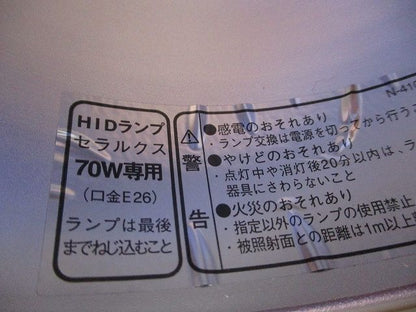 HIDランプ
セラルクス
70W専用
(口金E26)
ランプは最後
までねじ込むこと
警告
N-410
●感電のおそれあり
・ランプ交換は電源を切ってから行う
●やけどのおそれあり
・点灯中や消灯後20分以内は、ラ
器具にさわらないこと
●火災のおそれあり
・指定以外のランプの使用禁止
・被照射面との距離は1m以上